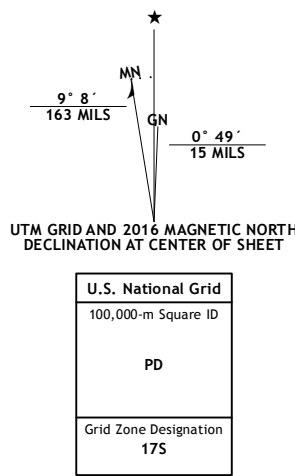 ★
MN
9° 8´
163 MILS
GN
0° 49´
15 MILS
UTM GRID AND 2016 MAGNETIC NORTH
DECLINATION AT CENTER OF SHEET
U.S. National Grid
100,000-m Square ID
PD
Grid Zone Designation
17S